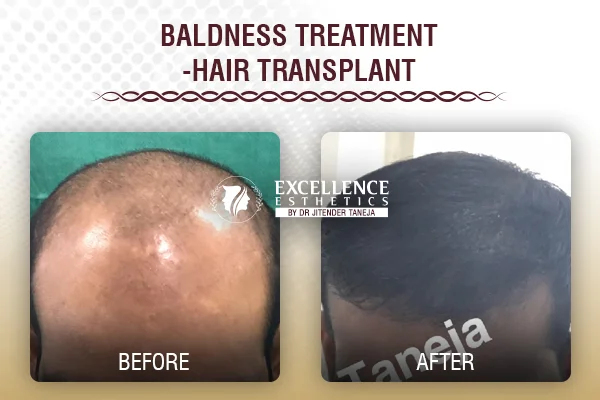 BALDNESS TREATMENT
-HAIR TRANSPLANT
EXCELLENCE
ESTHETICS
BY DR JITENDER TANEJA
BEFORE
AFTER
Taneja